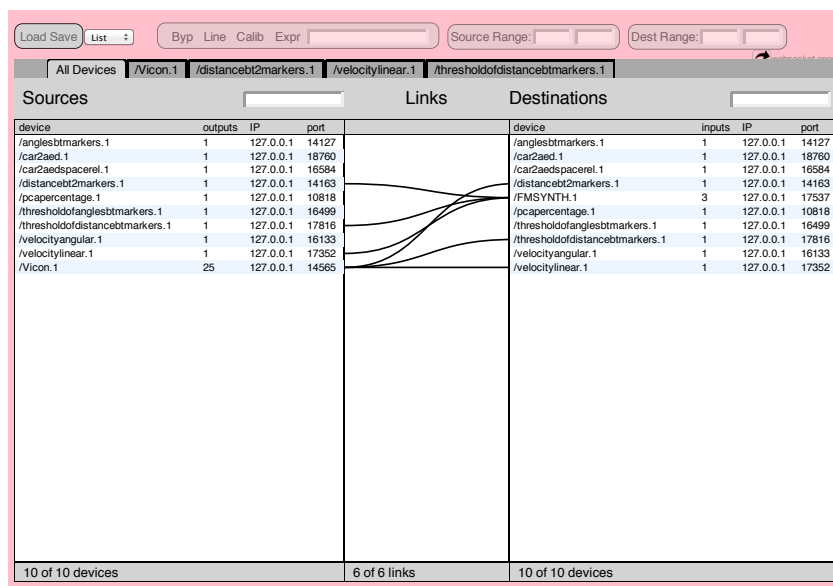 Load Save List Byp Line Calib Expr Source Range: Dest Range:
All Devices /Vicon.1 /distancebt2markers.1 /velocitylinear.1 /thresholdofdistancebtmarkers.1
Sources Links Destinations
device outputs IP port device inputs IP port
/anglesbtmarkers.1 1 127.0.0.1 14127 /anglesbtmarkers.1 1 127.0.0.1 14127
/car2aed.1 1 127.0.0.1 18760 /car2aed.1 1 127.0.0.1 18760
/car2aedspacerel.1 1 127.0.0.1 16584 /car2aedspacerel.1 1 127.0.0.1 16584
/distancebt2markers.1 1 127.0.0.1 14163 /distancebt2markers.1 1 127.0.0.1 14163
/pcapercentage.1 1 127.0.0.1 10818 /FMSYNTH.1 3 127.0.0.1 17537
/thresholdofanglesbtmarkers.1 1 127.0.0.1 16499 /pcapercentage.1 1 127.0.0.1 10818
/thresholdofdistancebtmarkers.1 1 127.0.0.1 17816 /thresholdofanglesbtmarkers.1 1 127.0.0.1 16499
/velocityangular.1 1 127.0.0.1 16133 /thresholdofdistancebtmarkers.1 1 127.0.0.1 17816
/velocitylinear.1 1 127.0.0.1 17352 /velocityangular.1 1 127.0.0.1 16133
/Vicon.1 25 127.0.0.1 14565 /velocitylinear.1 1 127.0.0.1 17352
10 of 10 devices 6 of 6 links 10 of 10 devices